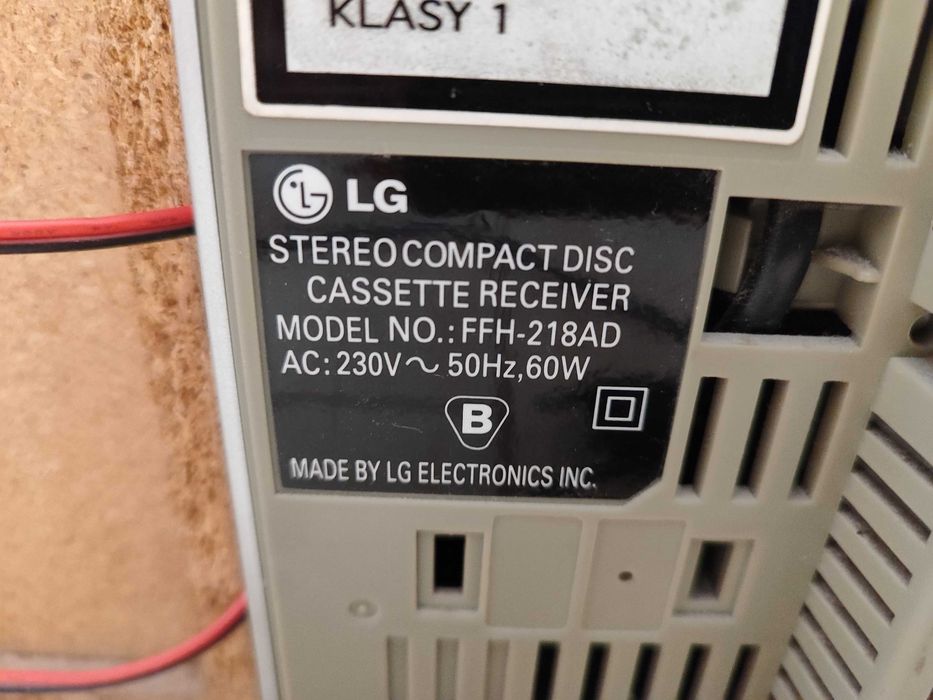 KLASY 1
LG
STEREO COMPACT DISC
CASSETTE RECEIVER
MODEL NO.: FFH-218AD
AC: 230V ~ 50Hz, 60W
B
MADE BY LG ELECTRONICS INC.